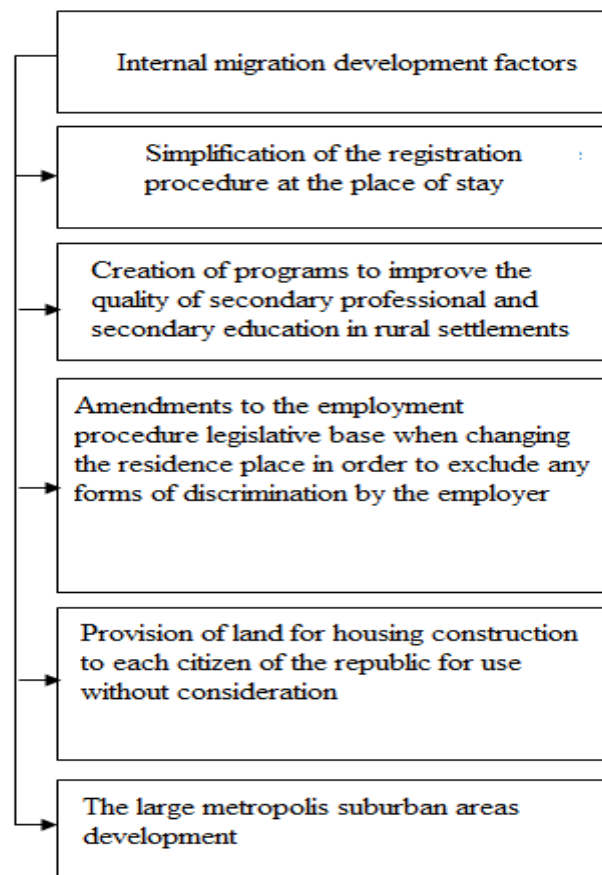 Internal migration development factors
Simplification of the registration
procedure at the place of stay
Creation of programs to improve the
quality of secondary professional and
secondary education in rural settlements
Amendments to the employment
procedure legislative base when changing
the residence place in order to exclude any
forms of discrimination by the employer
Provision of land for housing construction
to each citizen of the republic for use
without consideration
The large metropolis suburban areas
development